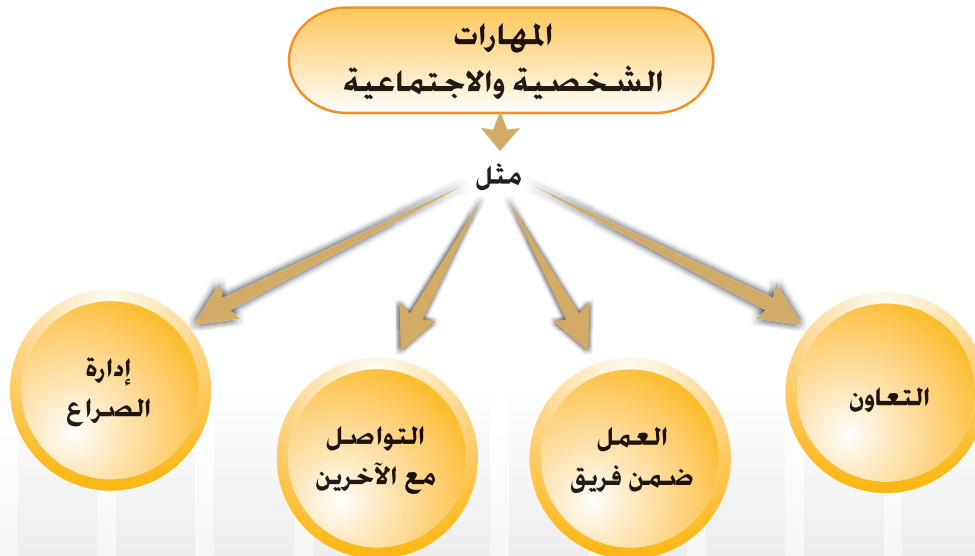 المهارات
الشخصية والاجتماعية
مثل
التعاون
العمل
ضمن فريق
التواصل
مع الآخرين
إدارة
الصراع